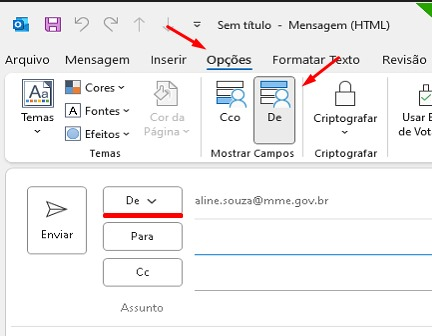 Sem título - Mensagem (HTML)
Arquivo Mensagem Inserir Opções Formatar Texto Revisão
Aa
Temas
Cores
Fontes
Efeitos
Cor da
Página
Cco
De
Criptografar
Usar
de Vot
Temas Mostrar Campos Criptografar
De
aline.souza@mme.gov.br
Enviar
Para
Cc
Assunto